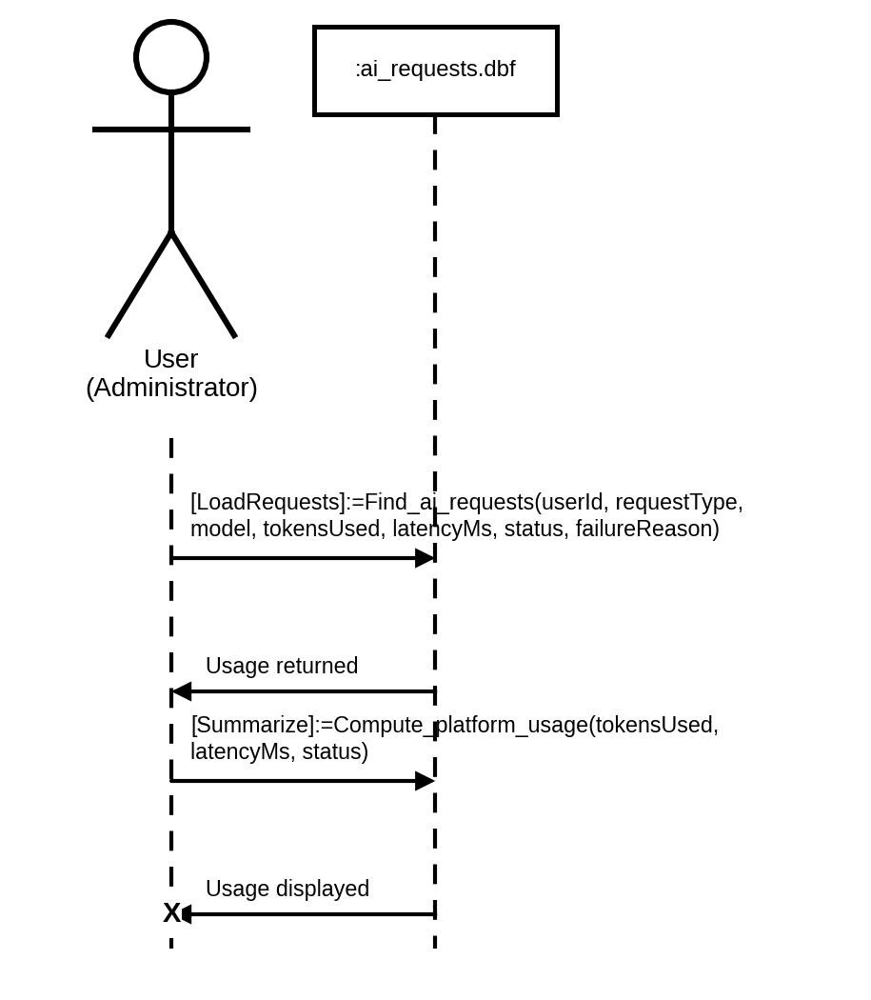 :ai_requests.dbf
User
(Administrator)
[LoadRequests]:=Find_ai_requests(userId, requestType,
model, tokensUsed, latencyMs, status, failureReason)
Usage returned
[Summarize]:=Compute_platform_usage(tokensUsed,
latencyMs, status)
Usage displayed
X